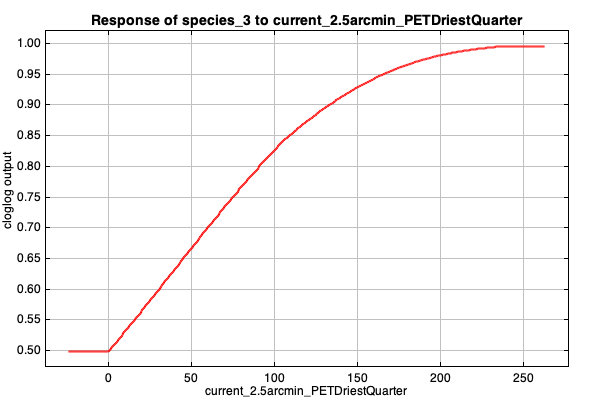 Response of species_3 to current_2.5arcmin_PETDriestQuarter
1.00
0.95
0.90
0.85
0.80
0.75
0.70
0.65
0.60
0.55
0.50
cloglog output
0 50 100 150 200 250
current_2.5arcmin_PETDriestQuarter